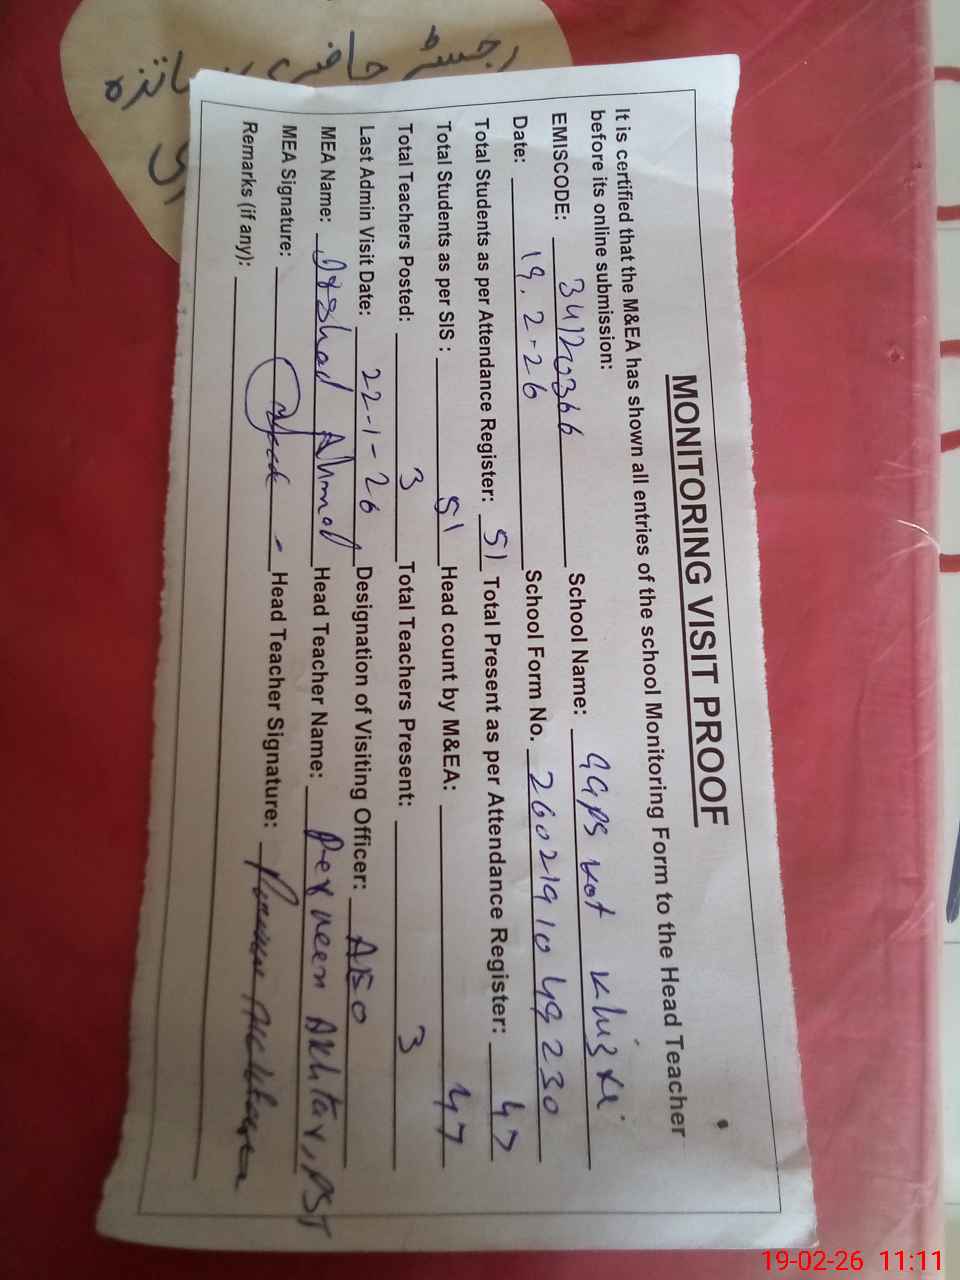 MONITORING VISIT PROOF
It is certified that the M&EA has shown all entries of the school Monitoring Form to the Head Teacher
before its online submission:
EMISCODE: 34120366 School Name: GGPS Kot Khizri
Date: 19.2-26 School Form No. 2602191049230
Total Students as per Attendance Register: 51 Total Present as per Attendance Register: 47
Total Students as per SIS : 51 Head count by M&EA: 47
Total Teachers Posted: 3 Total Teachers Present: 3
Last Admin Visit Date: 22-1-26 Designation of Visiting Officer: AEO
MEA Name: Irshad Ahmad Head Teacher Name: Perveen Akhtar, PST
MEA Signature: Head Teacher Signature:
Remarks (if any):
19-02-26 11:11